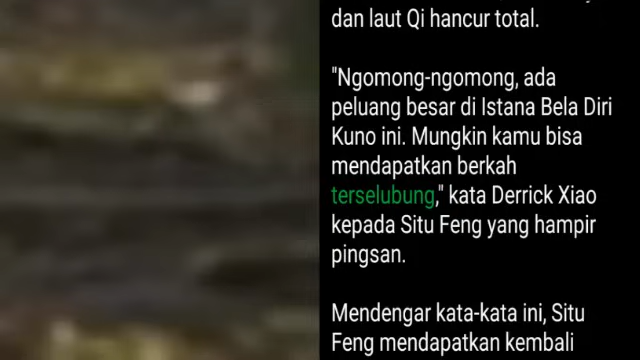 dan laut Qi hancur total.
"Ngomong-ngomong, ada
peluang besar di Istana Bela Diri
Kuno ini. Mungkin kamu bisa
mendapatkan berkah
terselubung," kata Derrick Xiao
kepada Situ Feng yang hampir
pingsan.
Mendengar kata-kata ini, Situ
Feng mendapatkan kembali